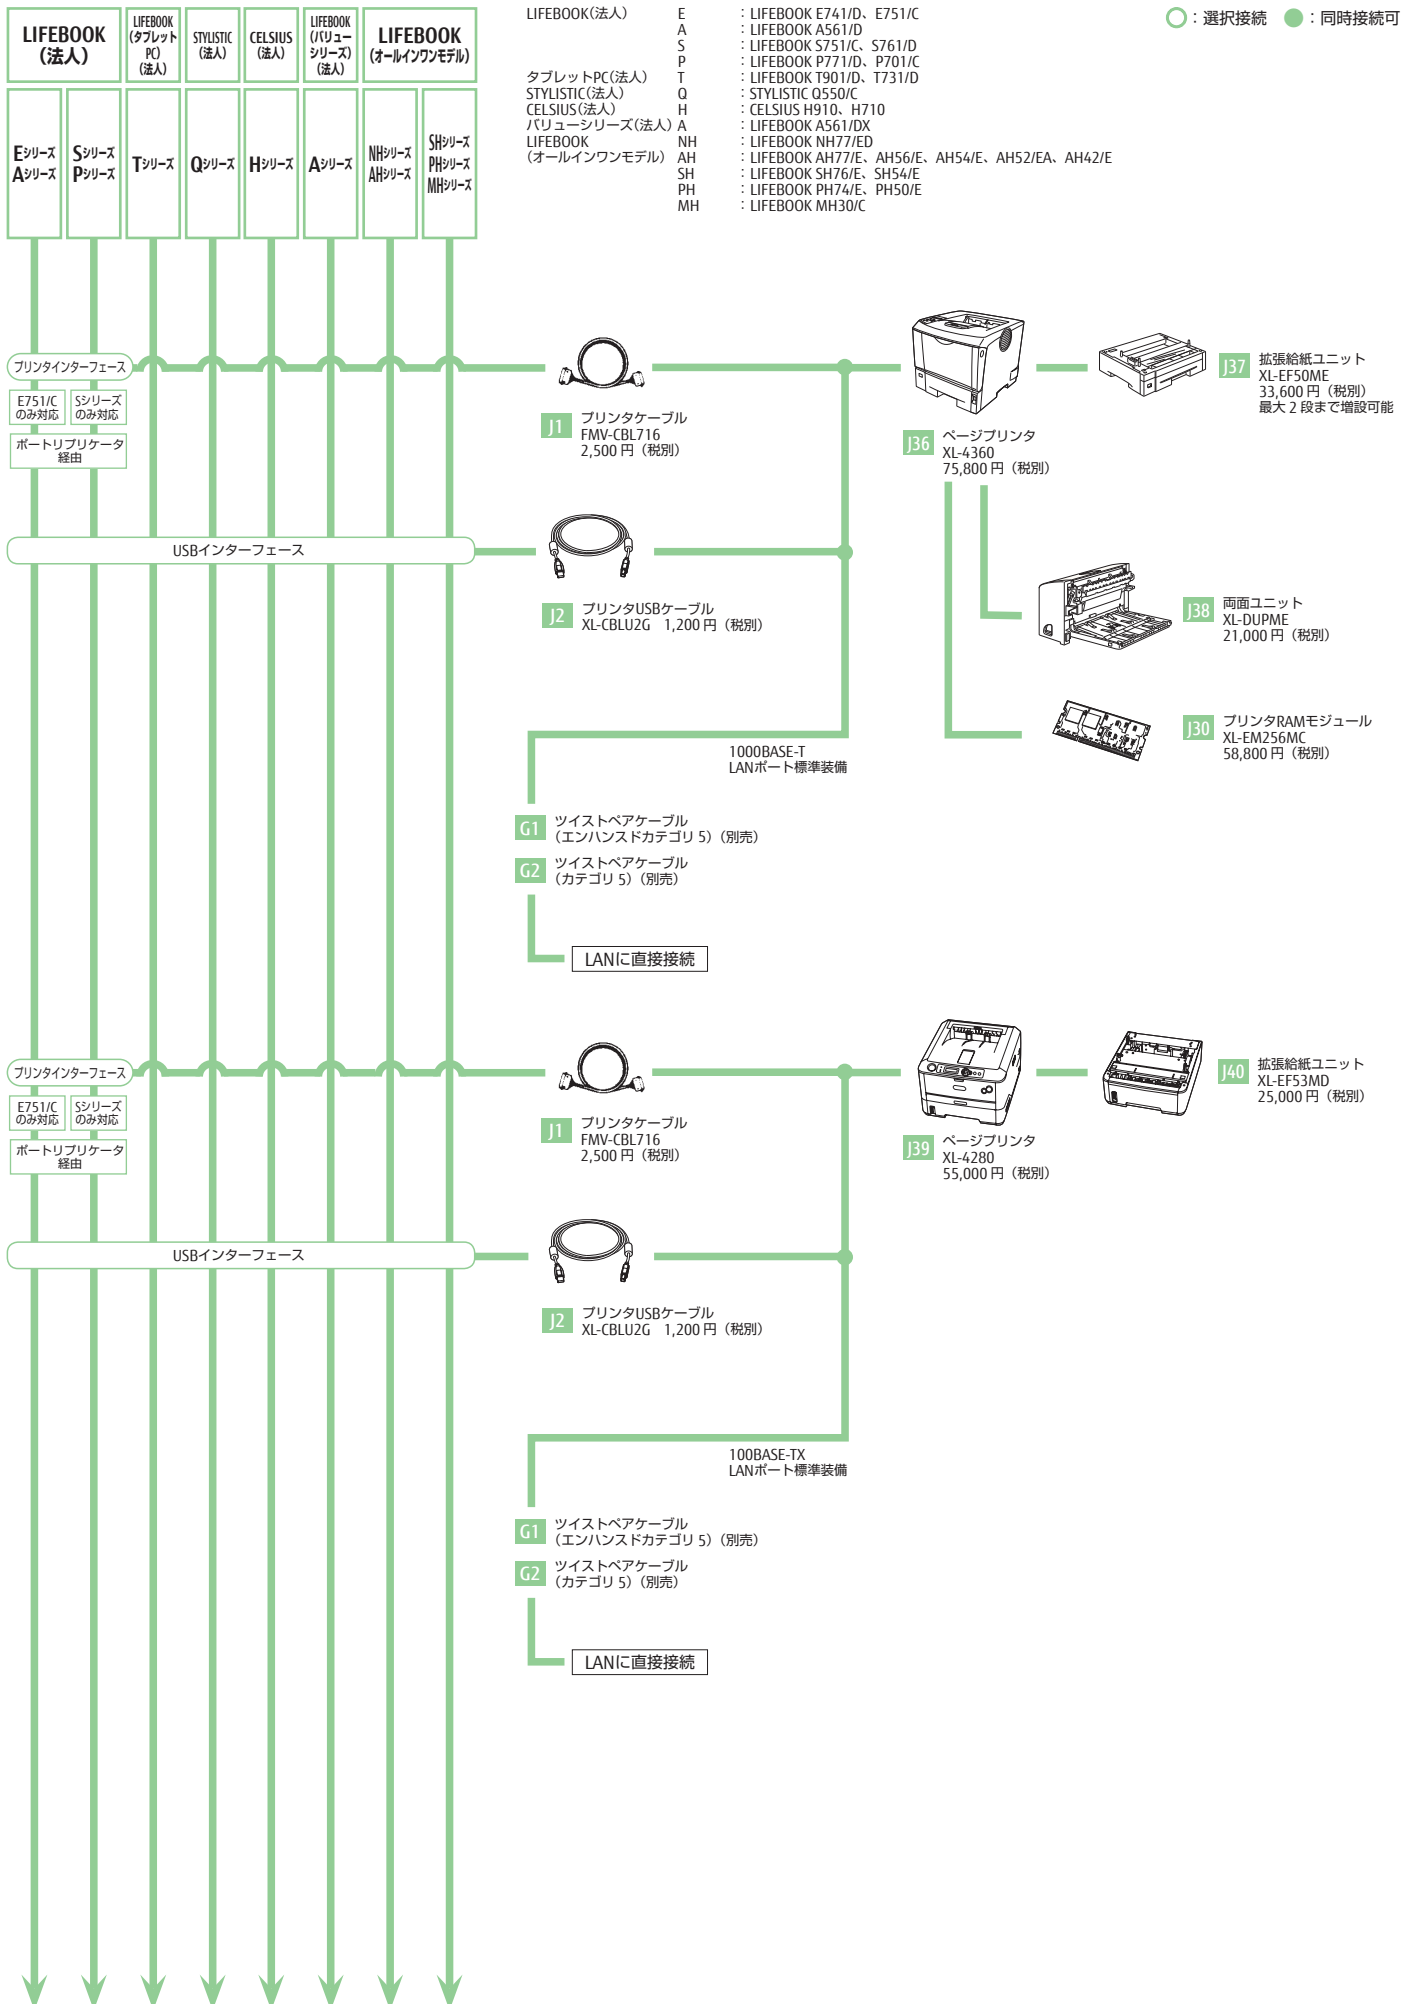 LIFEBOOK
（法人）
LIFEBOOK
（タブレット
PC）
（法人）
STYLISTIC
（法人）
CELSIUS
（法人）
LIFEBOOK
（バリュー
シリーズ）
（法人）
LIFEBOOK
（オールインワンモデル）
Eシリーズ
Aシリーズ
Sシリーズ
Pシリーズ
Tシリーズ
Qシリーズ
Hシリーズ
Aシリーズ
NHシリーズ
AHシリーズ
SHシリーズ
PHシリーズ
MHシリーズ
LIFEBOOK(法人) E ：LIFEBOOK E741/D、E751/C
A ：LIFEBOOK A561/D
S ：LIFEBOOK S751/C、S761/D
P ：LIFEBOOK P771/D、P701/C
タブレットPC(法人) T ：LIFEBOOK T901/D、T731/D
STYLISTIC(法人) Q ：STYLISTIC Q550/C
CELSIUS(法人) H ：CELSIUS H910、H710
バリューシリーズ(法人) A ：LIFEBOOK A561/DX
LIFEBOOK NH ：LIFEBOOK NH77/ED
(オールインワンモデル) AH ：LIFEBOOK AH77/E、AH56/E、AH54/E、AH52/EA、AH42/E
SH ：LIFEBOOK SH76/E、SH54/E
PH ：LIFEBOOK PH74/E、PH50/E
MH ：LIFEBOOK MH30/C
：選択接続 ：同時接続可
プリンタインターフェース
E751/C
のみ対応
Sシリーズ
のみ対応
ポートリプリケータ
経由
J1 プリンタケーブル
FMV-CBL716
2,500 円（税別）
J36 ページプリンタ
XL-4360
75,800 円（税別）
J37 拡張給紙ユニット
XL-EF50ME
33,600 円（税別）
最大 2 段まで増設可能
USBインターフェース
J2 プリンタUSBケーブル
XL-CBLU2G 1,200 円（税別）
J38 両面ユニット
XL-DUPME
21,000 円（税別）
J30 プリンタRAMモジュール
XL-EM256MC
58,800 円（税別）
1000BASE-T
LANポート標準装備
G1 ツイストペアケーブル
（エンハンスドカテゴリ 5）（別売）
G2 ツイストペアケーブル
（カテゴリ 5）（別売）
LANに直接接続
プリンタインターフェース
E751/C
のみ対応
Sシリーズ
のみ対応
ポートリプリケータ
経由
J1 プリンタケーブル
FMV-CBL716
2,500 円（税別）
J39 ページプリンタ
XL-4280
55,000 円（税別）
J40 拡張給紙ユニット
XL-EF53MD
25,000 円（税別）
USBインターフェース
J2 プリンタUSBケーブル
XL-CBLU2G 1,200 円（税別）
100BASE-TX
LANポート標準装備
G1 ツイストペアケーブル
（エンハンスドカテゴリ 5）（別売）
G2 ツイストペアケーブル
（カテゴリ 5）（別売）
LANに直接接続